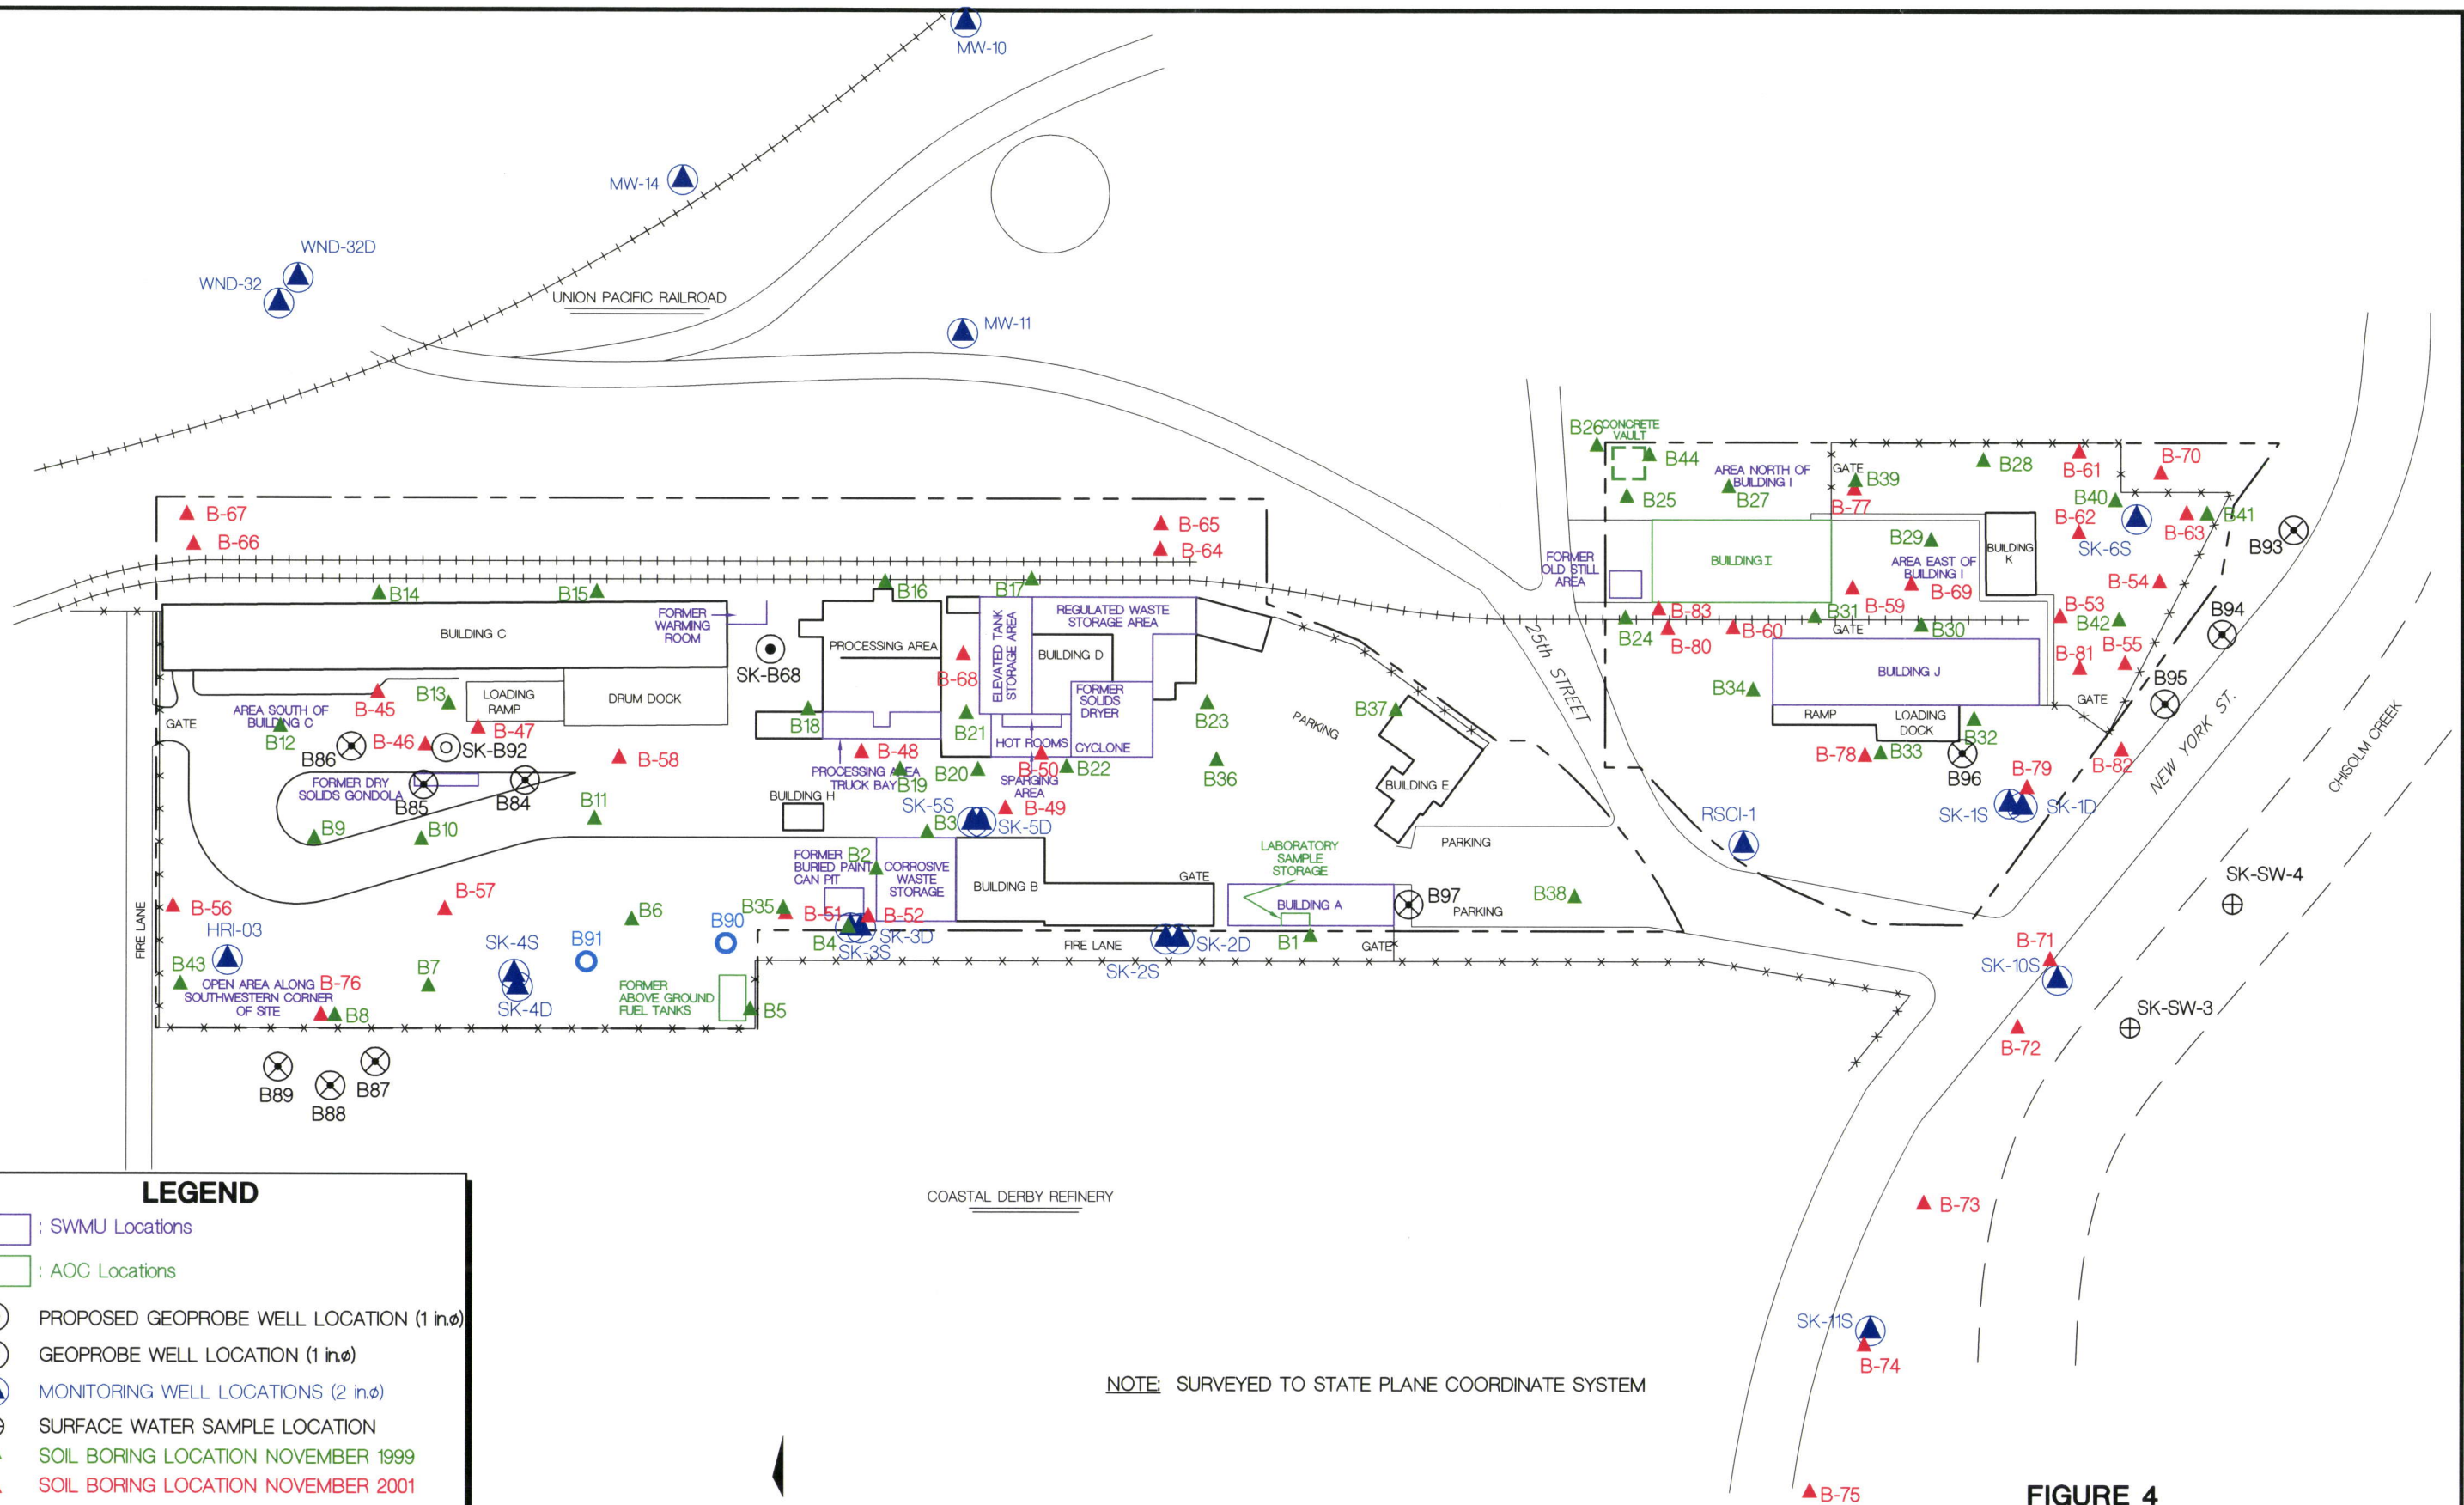 MW-10
MW-14
WND-32D
WND-32
UNION PACIFIC RAILROAD
MW-11
B26
CONCRETE
VAULT
B44
AREA NORTH OF
BUILDING I
GATE
B39
B28
B-61
B-70
B25
B27
B-77
B40
B-62
SK-6S
B-63
B41
B93
B-67
B-66
B-65
B-64
FORMER
OLD STILL
AREA
BUILDING I
B29
AREA EAST OF
BUILDING I
BUILDING
K
B-54
B14
B15
B16
B17
B-83
B-59
B-69
B-53
B94
BUILDING C
FORMER
WARMING
ROOM
SK-B68
PROCESSING AREA
B-68
ELEVATED TANK
STORAGE AREA
REGULATED WASTE
STORAGE AREA
BUILDING D
FORMER
SOLIDS
DRYER
25th STREET
B24
B-80
B-60
B31
GATE
B30
B42
B-55
B-81
BUILDING J
B34
B95
GATE
GATE
AREA SOUTH OF
BUILDING C
B12
B-45
B13
LOADING
RAMP
DRUM DOCK
B86
B-46
SK-B92
B-47
B-58
B18
B-48
B21
HOT ROOMS
CYCLONE
B23
PARKING
B37
RAMP
LOADING
DOCK
B32
B-78
B33
B96
B-82
NEW YORK ST.
CHISOLM CREEK
FORMER DRY
SOLIDS GONDOLA
B85
B84
BUILDING H
PROCESSING AREA
TRUCK BAY
B19
B20
B-50
SPARGING
AREA
B22
B36
BUILDING E
B-79
SK-1S
SK-1D
B9
B10
B11
SK-5S
B3
SK-5D
B-49
RSCI-1
FORMER
BURIED PAINT
CAN PIT
B2
CORROSIVE
WASTE
STORAGE
BUILDING B
GATE
LABORATORY
SAMPLE
STORAGE
BUILDING A
PARKING
B97
PARKING
B38
SK-SW-4
FIRE LANE
B-56
HRI-03
B-57
B6
B91
B90
B35
B-51
B-52
B4
SK-3D
SK-3S
FIRE LANE
SK-2S
SK-2D
B1
GATE
B-71
SK-10S
B43
OPEN AREA ALONG
SOUTHWESTERN CORNER
OF SITE
B-76
B8
B7
SK-4S
SK-4D
FORMER
ABOVE GROUND
FUEL TANKS
B5
SK-SW-3
B-72
B89
B88
B87
COASTAL DERBY REFINERY
B-73
LEGEND
: SWMU Locations
: AOC Locations
PROPOSED GEOPROBE WELL LOCATION (1 in.ø)
GEOPROBE WELL LOCATION (1 in.ø)
MONITORING WELL LOCATIONS (2 in.ø)
SURFACE WATER SAMPLE LOCATION
SOIL BORING LOCATION NOVEMBER 1999
SOIL BORING LOCATION NOVEMBER 2001
NOTE: SURVEYED TO STATE PLANE COORDINATE SYSTEM
SK-11S
B-74
B-75
FIGURE 4